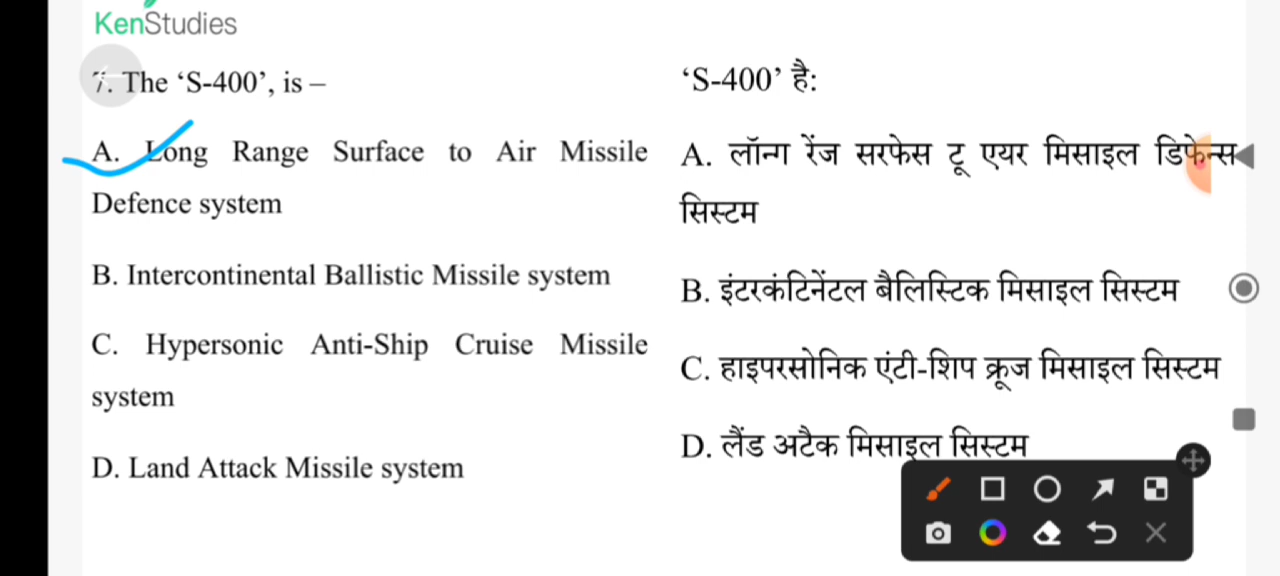 KenStudies
7. The ‘S-400’, is –
A. Long Range Surface to Air Missile
Defence system
B. Intercontinental Ballistic Missile system
C. Hypersonic Anti-Ship Cruise Missile
system
D. Land Attack Missile system
‘S-400’ है:
A. लॉन्ग रेंज सरफेस टू एयर मिसाइल डिफेन्स
सिस्टम
B. इंटरकंटिनेंटल बैलिस्टिक मिसाइल सिस्टम
C. हाइपरसोनिक एंटी-शिप क्रूज मिसाइल सिस्टम
D. लैंड अटैक मिसाइल सिस्टम